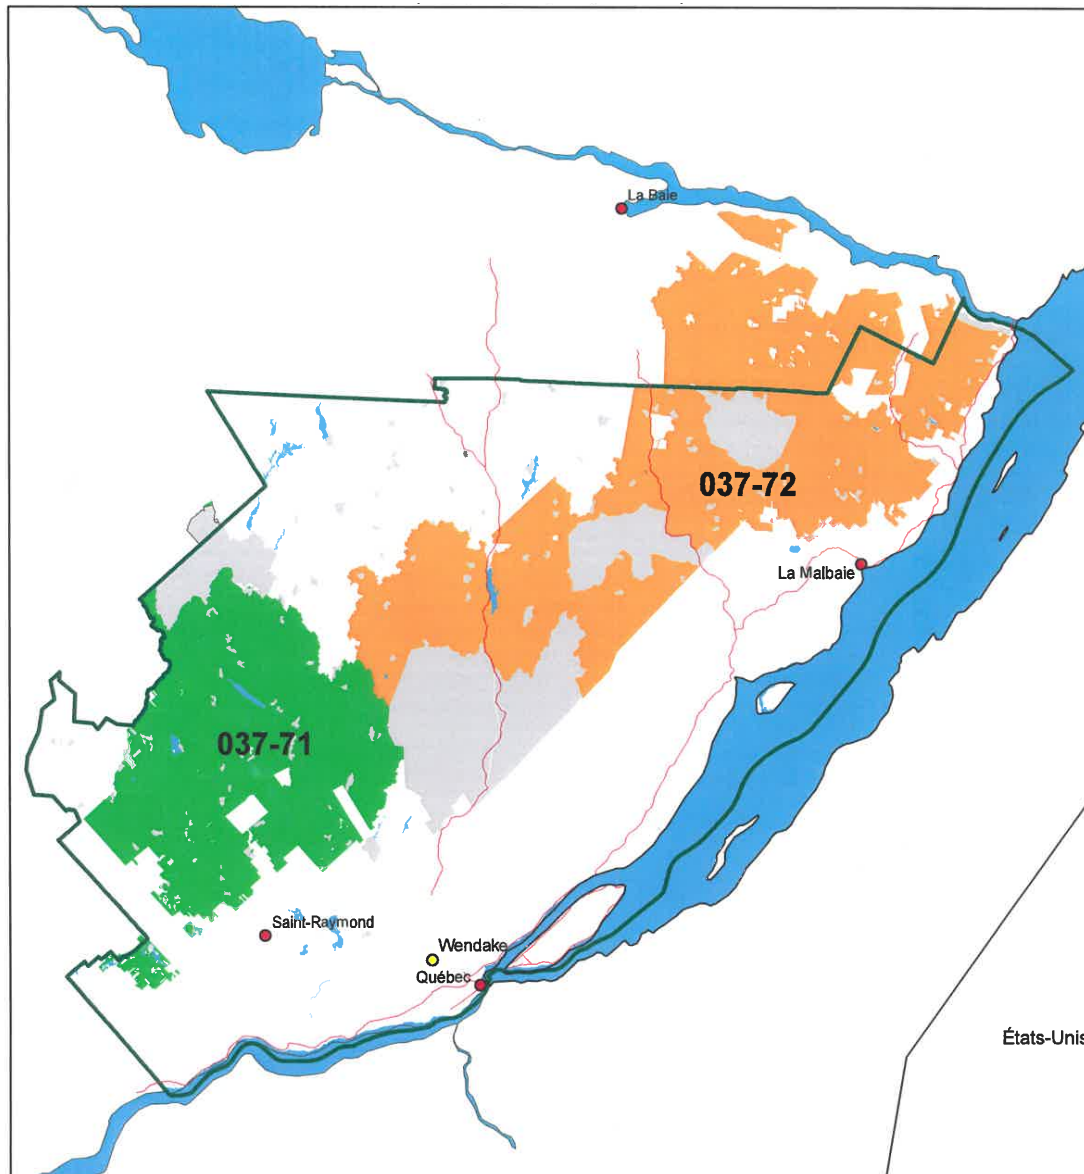 La Baie
037-72
La Malbaie
037-71
Saint-Raymond
Wendake
Québec
États-Unis